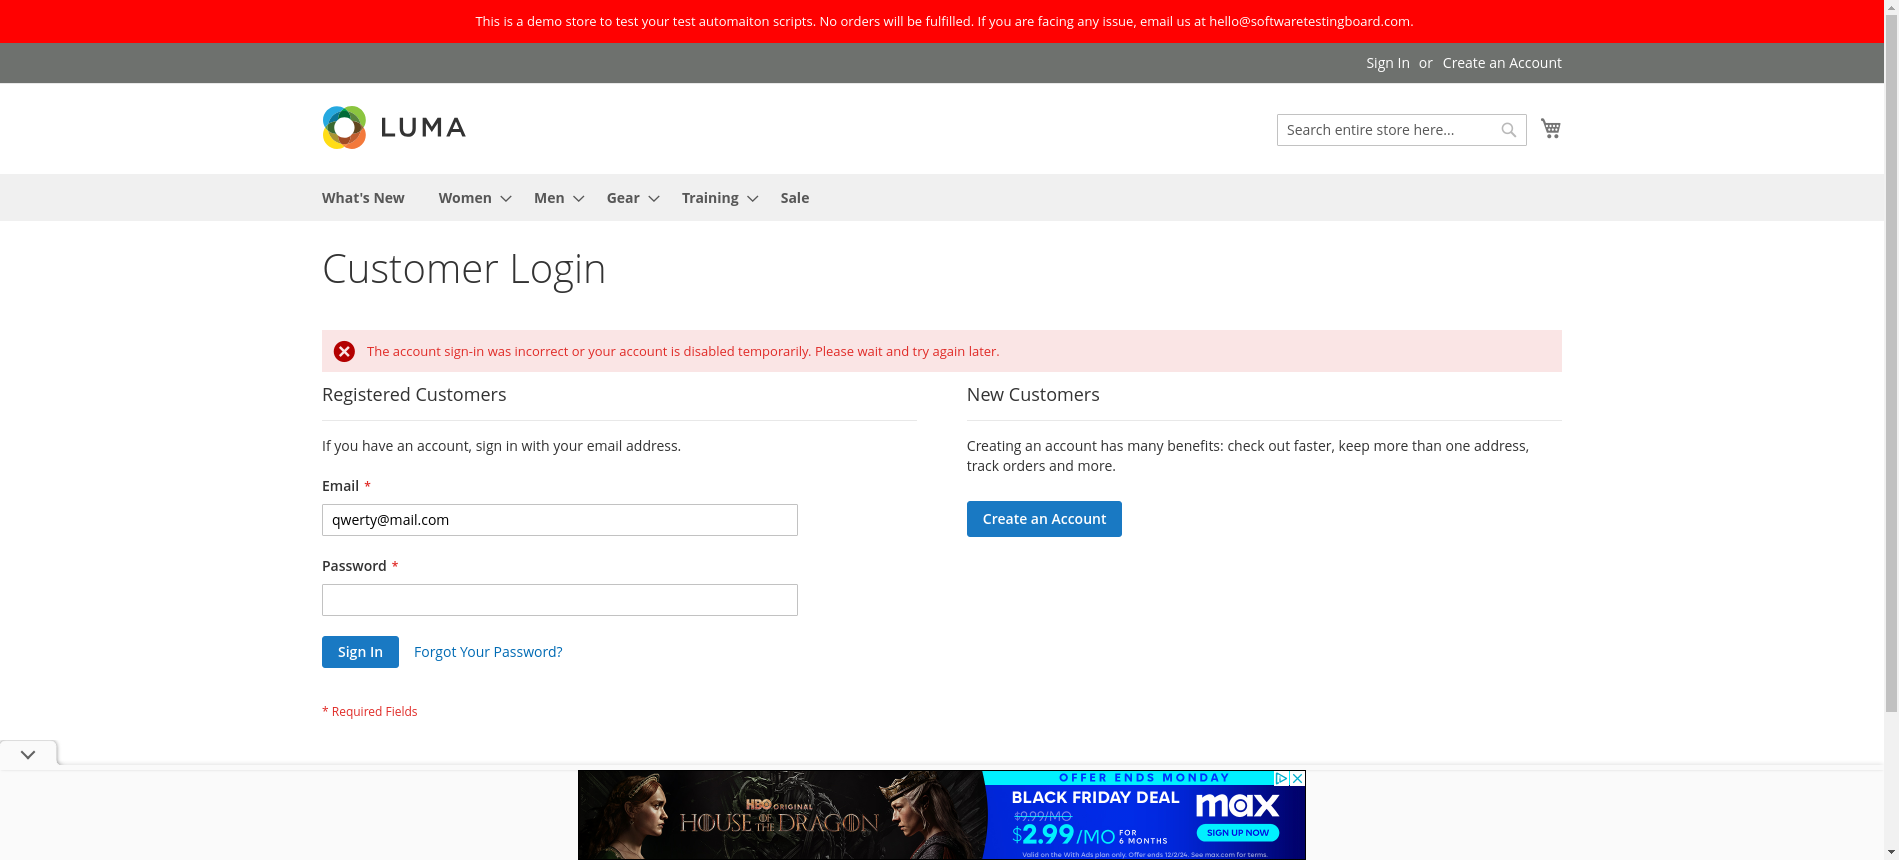 This is a demo store to test your test automaiton scripts. No orders will be fulfilled. If you are facing any issue, email us at hello@softwaretestingboard.com.
Sign In or Create an Account
LUMA
Search entire store here...
What's New Women Men Gear Training Sale
Customer Login
The account sign-in was incorrect or your account is disabled temporarily. Please wait and try again later.
Registered Customers
If you have an account, sign in with your email address.
Email *
qwerty@mail.com
Password *
Sign In Forgot Your Password?
* Required Fields
New Customers
Creating an account has many benefits: check out faster, keep more than one address,
track orders and more.
Create an Account
HBO ORIGINAL
HOUSE OF THE DRAGON
OFFER ENDS MONDAY
BLACK FRIDAY DEAL
$9.99/MO
$2.99/MO FOR
6 MONTHS
max
SIGN UP NOW
Valid on the With Ads plan only. Offer ends 12/2/24. See max.com for terms.